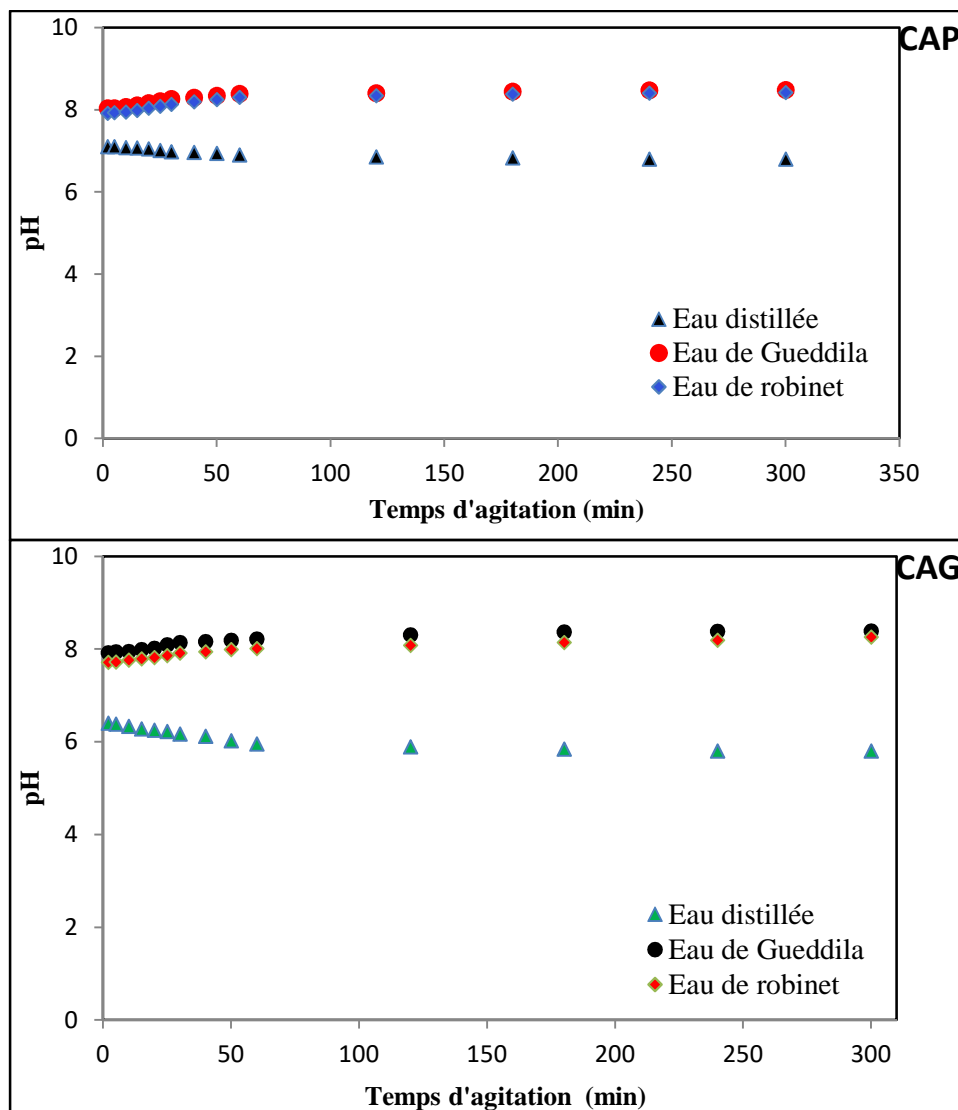 CAP
10
8
6
4
2
0
pH
0 50 100 150 200 250 300 350
Temps d'agitation (min)
Eau distillée
Eau de Gueddila
Eau de robinet
CAG
10
8
6
4
2
0
pH
0 50 100 150 200 250 300
Temps d'agitation (min)
Eau distillée
Eau de Gueddila
Eau de robinet